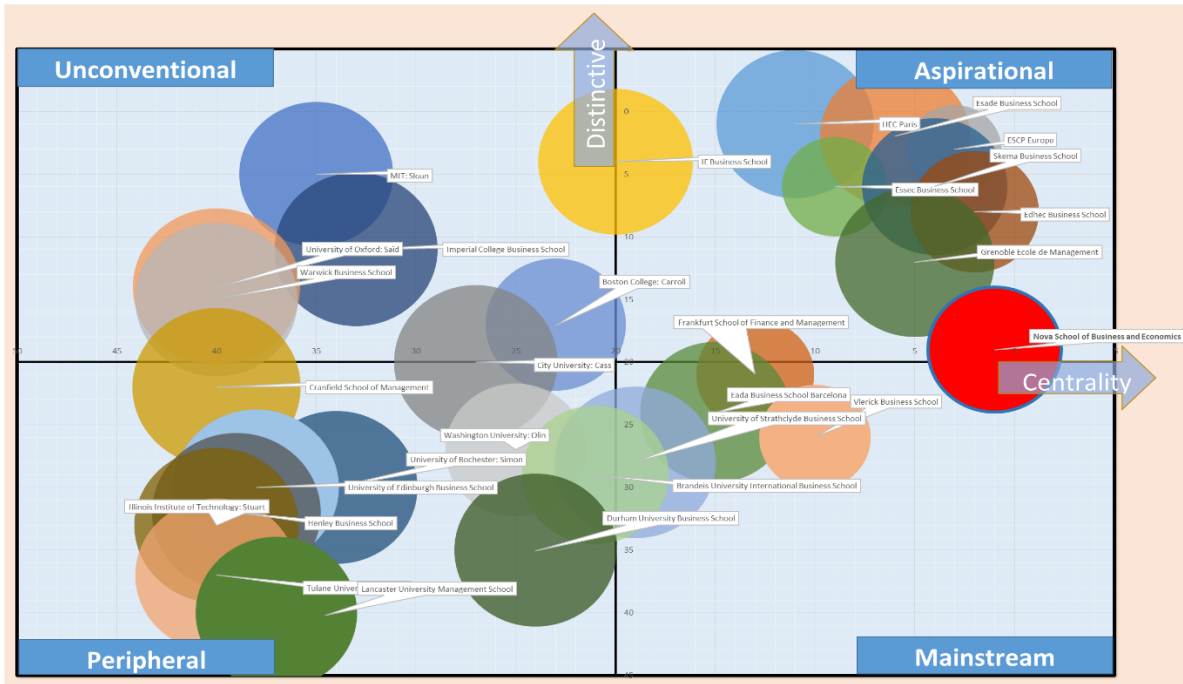 Unconventional
Distinctive
Aspirational
Esade Business School
0
HEC Paris
ESCP Europe
Skema Business School
IE Business School
MIT: Sloan
5
Essec Business School
Edhec Business School
10
University of Oxford: Saïd
Imperial College Business School
Grenoble Ecole de Management
Warwick Business School
Boston College: Carroll
15
Frankfurt School of Finance and Management
Nova School of Business and Economics
50
45
40
35
30
25
20
15
10
5
City University: Cass
20
Cranfield School of Management
Centrality
Eada Business School Barcelona
Vlerick Business School
University of Strathclyde Business School
25
Washington University: Olin
University of Rochester: Simon
University of Edinburgh Business School
Brandeis University International Business School
30
Illinois Institute of Technology: Stuart
Henley Business School
Durham University Business School
35
Tulane Univer
Lancaster University Management School
40
Peripheral
Mainstream
45